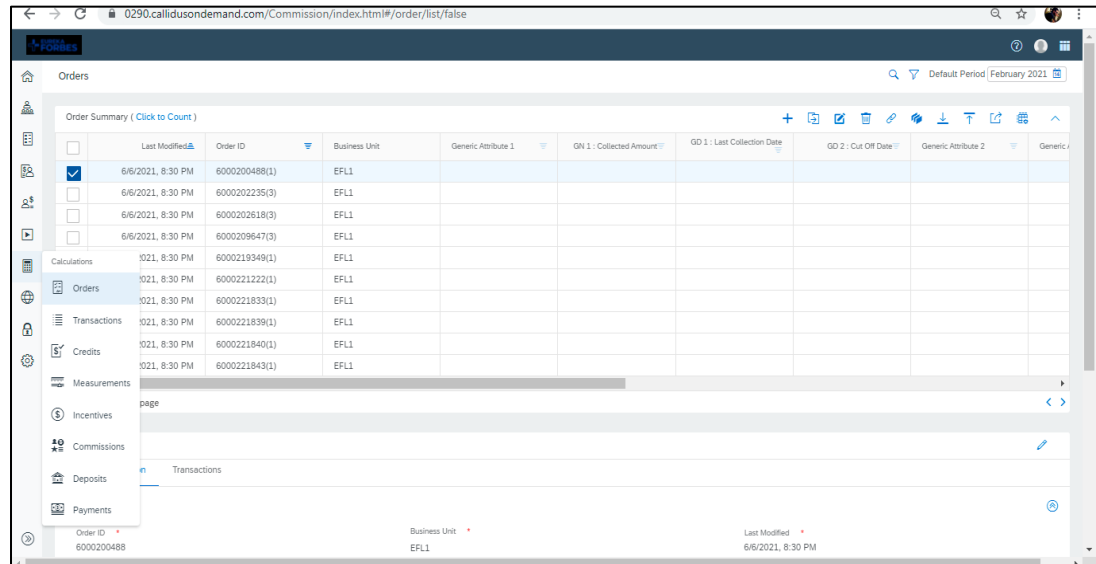 0290.callidusondemand.com/Commission/index.html#/order/list/false
FORBES
Orders
Default Period February 2021
Order Summary ( Click to Count )
Last Modified Order ID Business Unit Generic Attribute 1 GN 1 : Collected Amount GD 1 : Last Collection Date GD 2 : Cut Off Date Generic Attribute 2 Generic
6/6/2021, 8:30 PM 6000200488(1) EFL1
6/6/2021, 8:30 PM 6000202235(3) EFL1
6/6/2021, 8:30 PM 6000202618(3) EFL1
6/6/2021, 8:30 PM 6000209647(3) EFL1
Calculations
2021, 8:30 PM 6000219349(1) EFL1
Orders
2021, 8:30 PM 6000221222(1) EFL1
2021, 8:30 PM 6000221833(1) EFL1
Transactions
2021, 8:30 PM 6000221839(1) EFL1
Credits
2021, 8:30 PM 6000221840(1) EFL1
2021, 8:30 PM 6000221843(1) EFL1
Measurements
page
Incentives
Commissions
Transactions
Deposits
Payments
Order ID * Business Unit * Last Modified *
6000200488 EFL1 6/6/2021, 8:30 PM